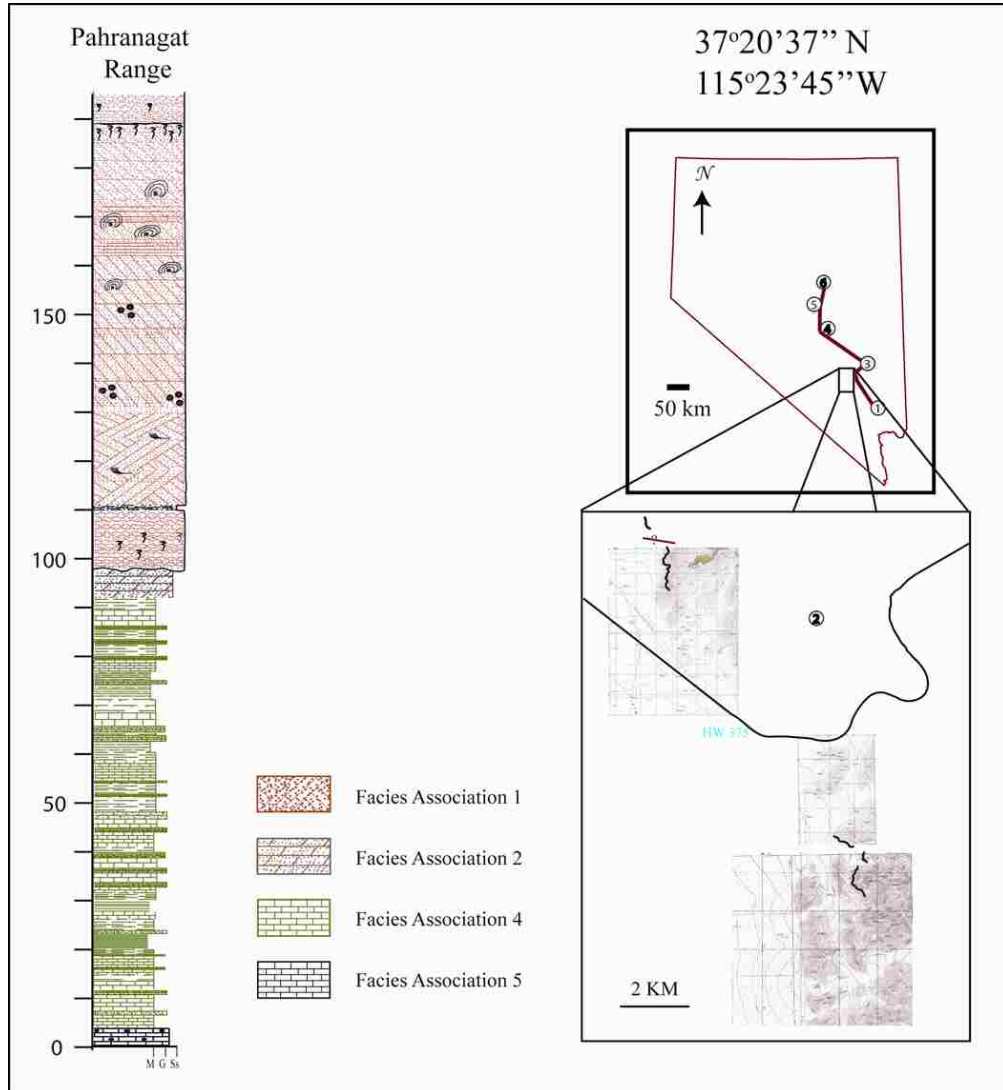 Pahranagat
Range
37°20'37'' N
115°23'45'' W
N
6
5
4
3
1
50 km
150
100
50
0
M G Ss
Facies Association 1
Facies Association 2
Facies Association 4
Facies Association 5
2
HW 375
2 KM